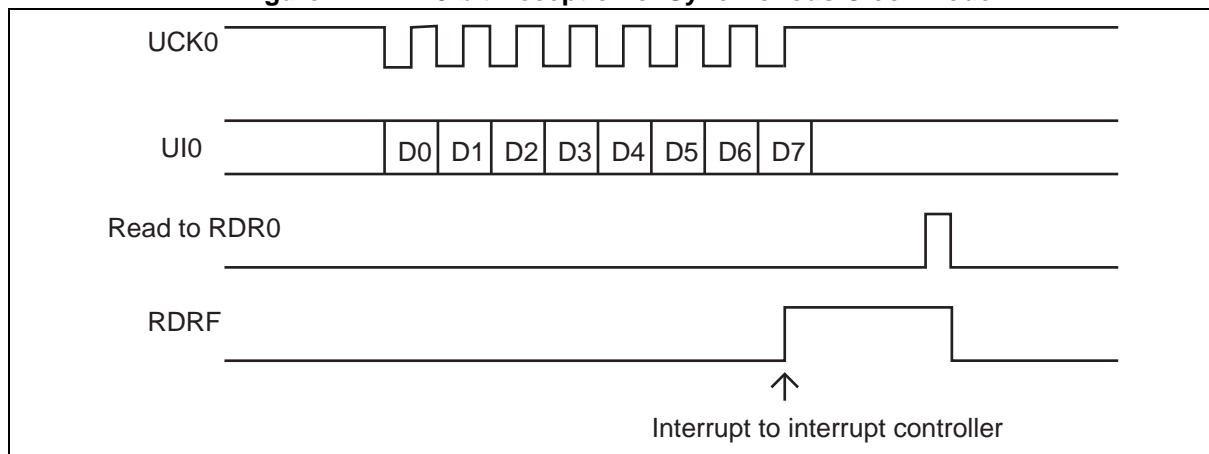 UCK0
UI0
D0 D1 D2 D3 D4 D5 D6 D7
Read to RDR0
RDRF
Interrupt to interrupt controller